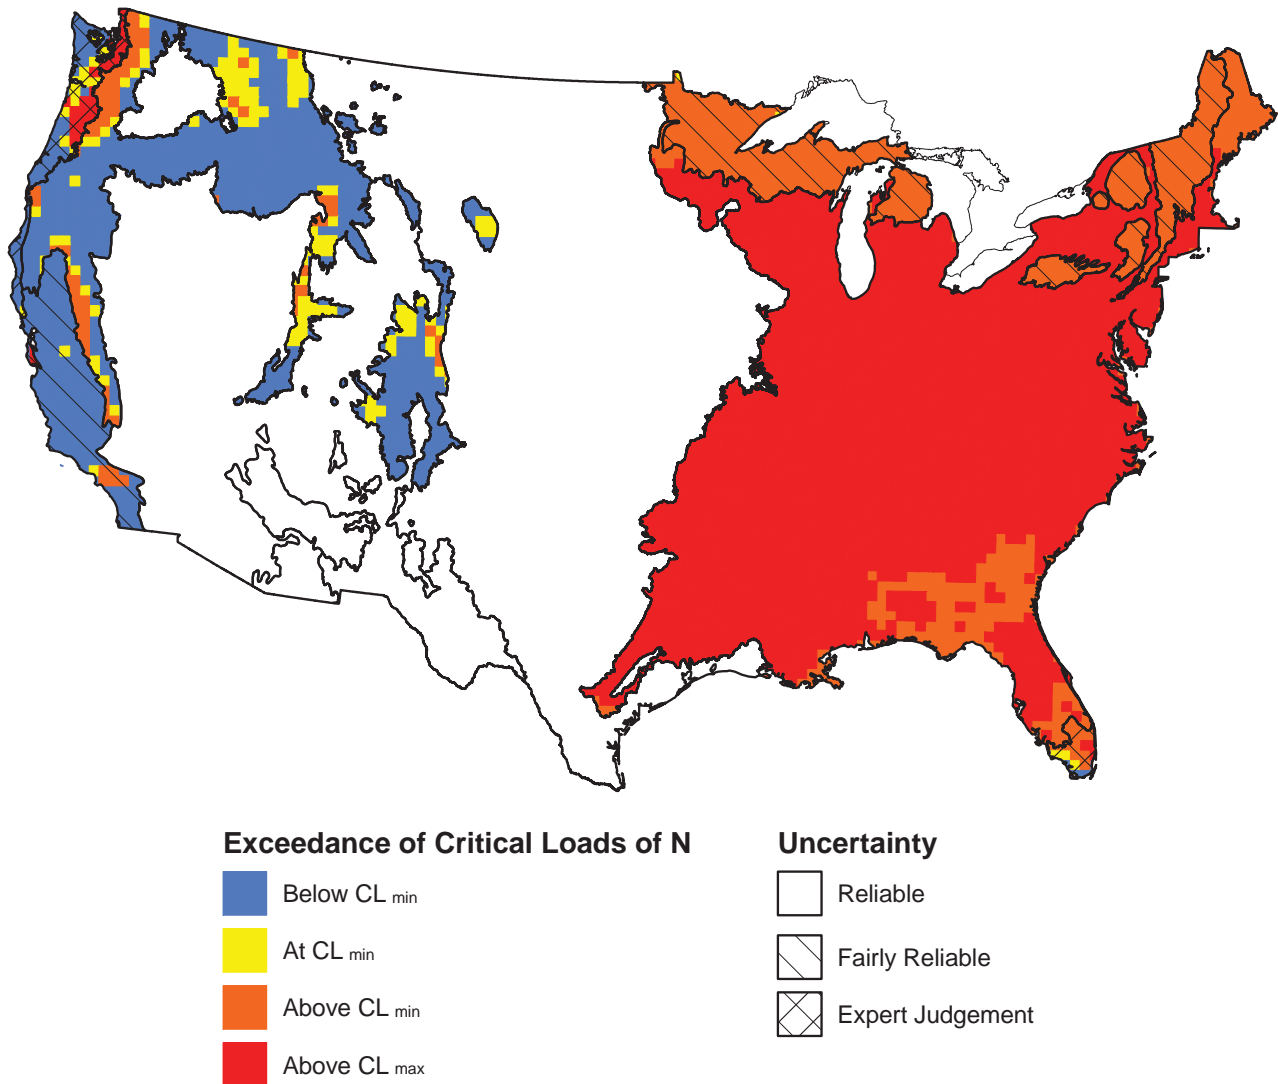 Exceedance of Critical Loads of N
Below CL min
At CL min
Above CL min
Above CL max
Uncertainty
Reliable
Fairly Reliable
Expert Judgement